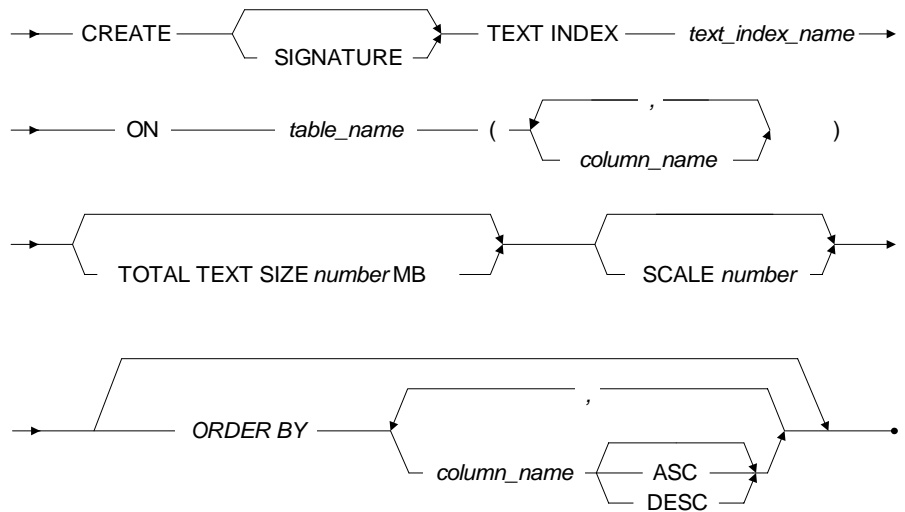 CREATE SIGNATURE TEXT INDEX text_index_name
ON table_name ( , column_name )
TOTAL TEXT SIZE number MB SCALE number
ORDER BY , column_name ASC
DESC